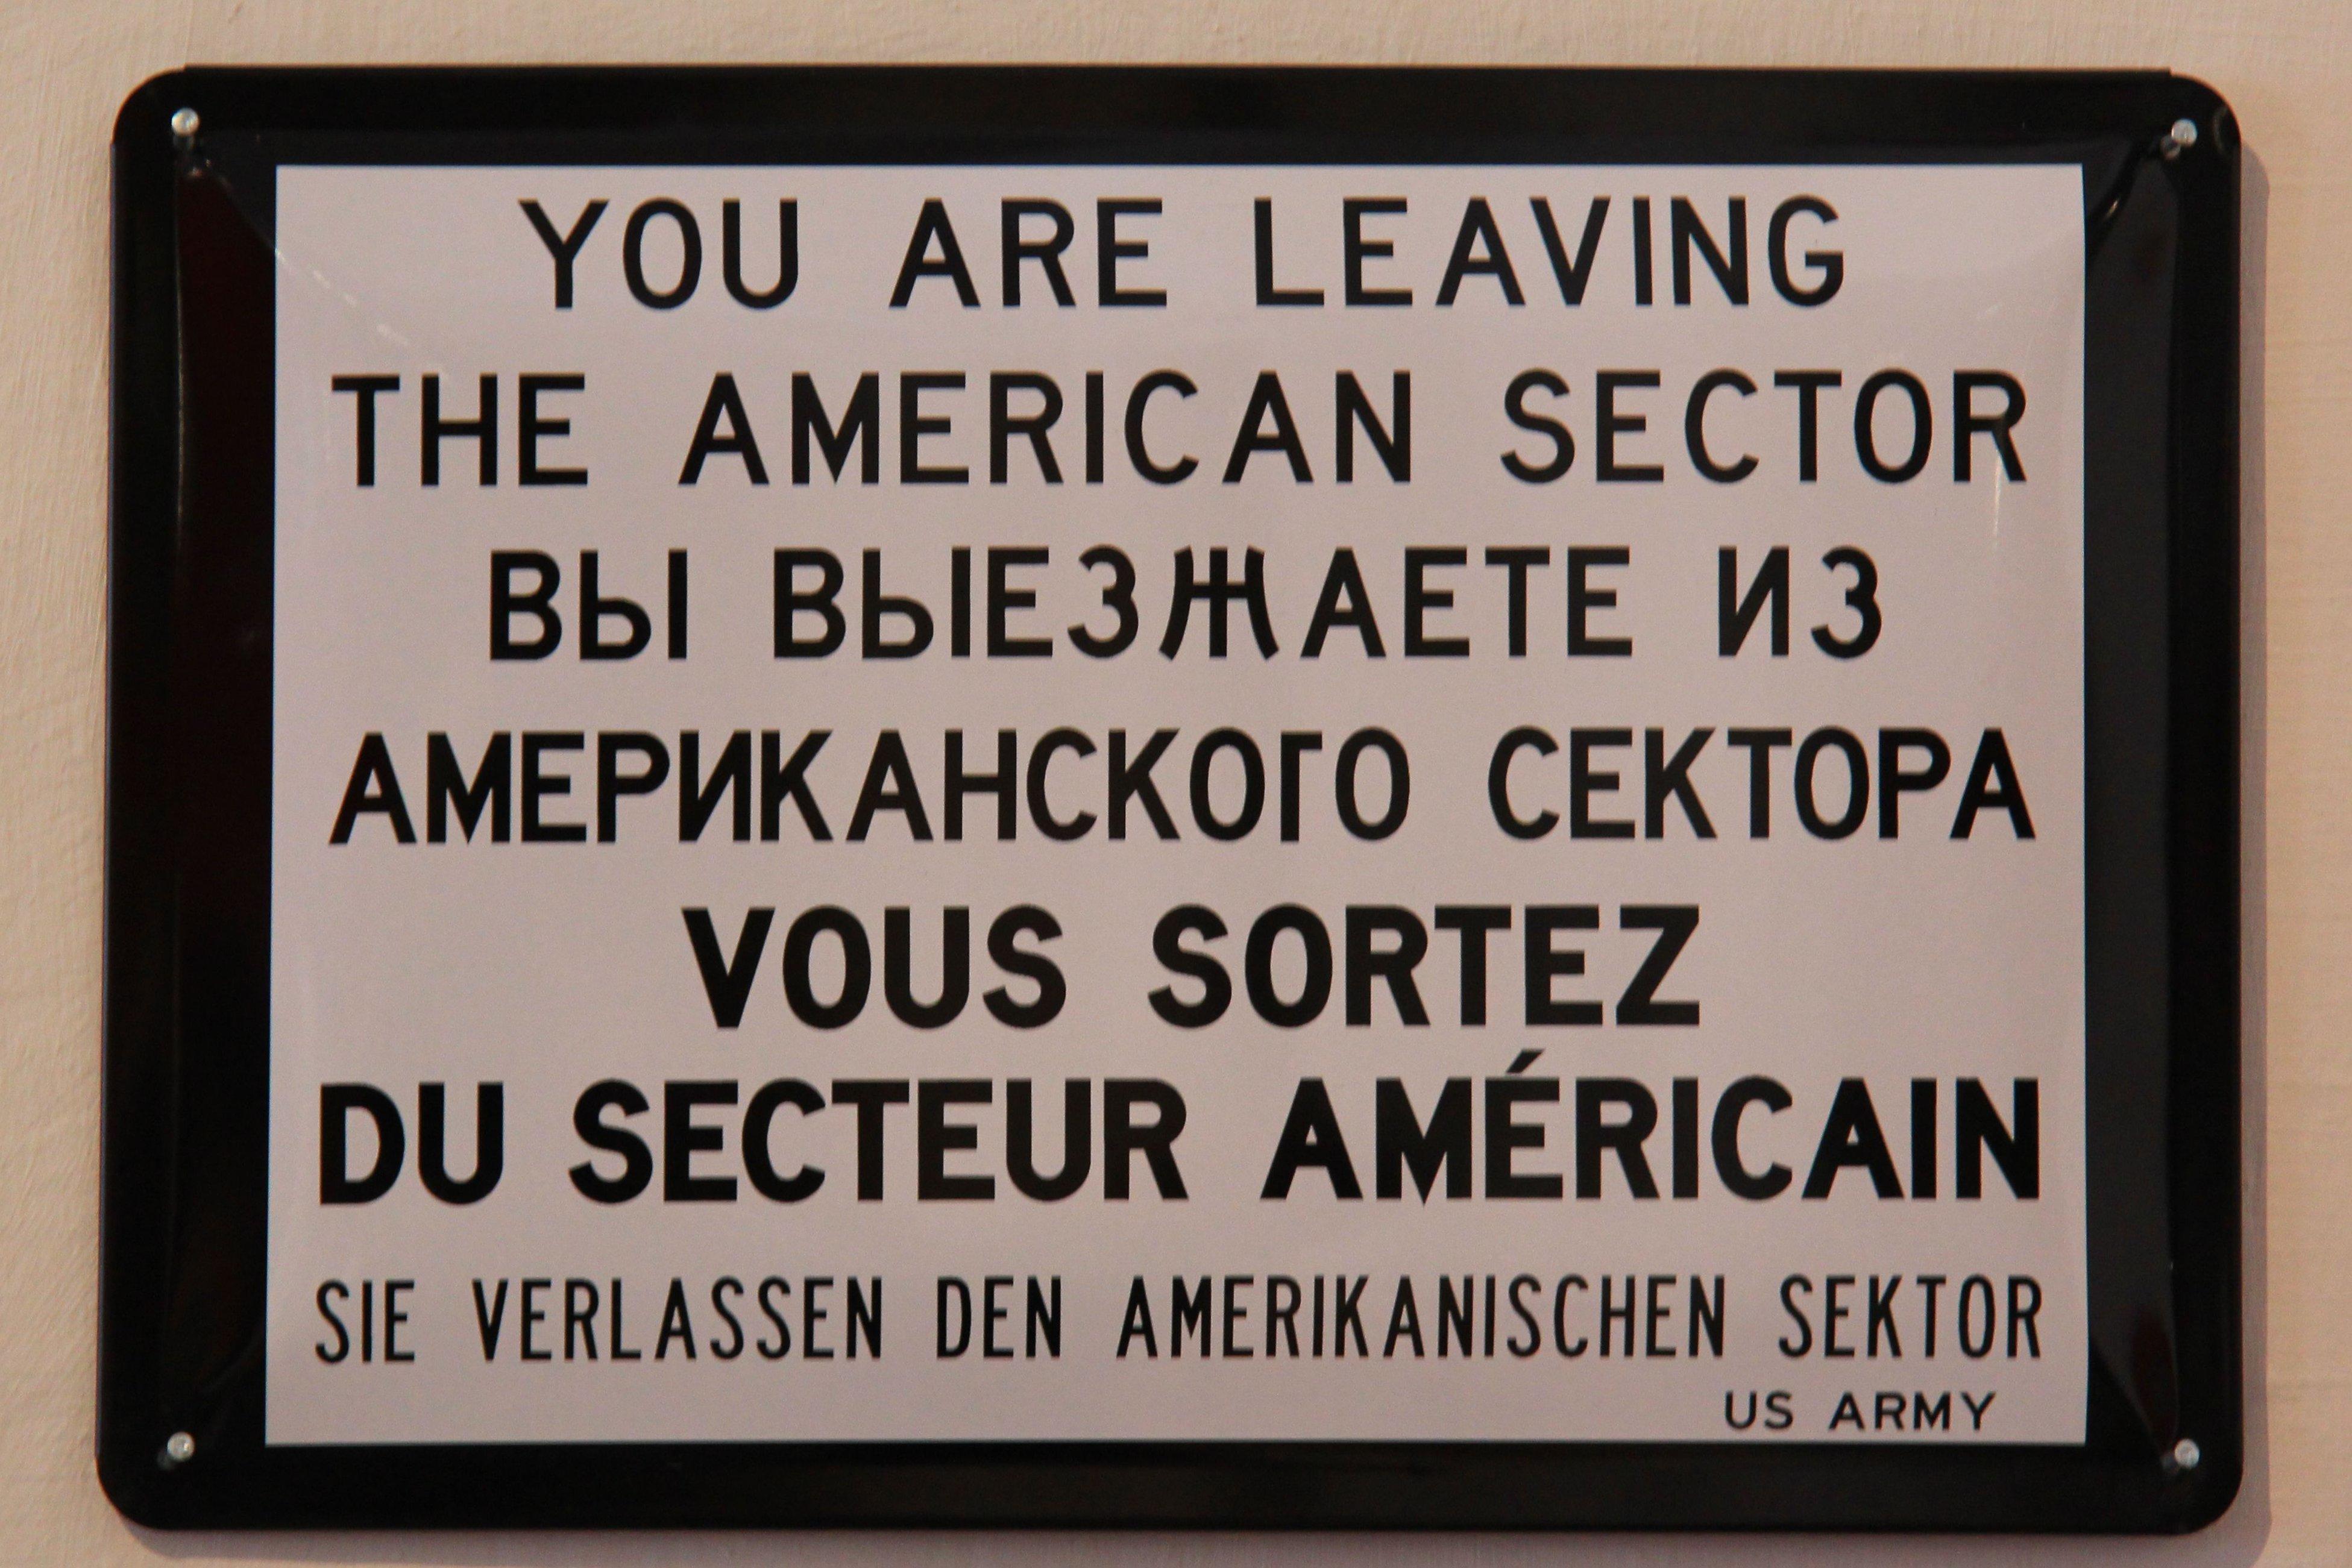 YOU ARE LEAVING
THE AMERICAN SECTOR
ВЫ ВЫЕЗЖАЕТЕ ИЗ
АМЕРИКАНСКОГО СЕКТОРА
VOUS SORTEZ
DU SECTEUR AMÉRICAIN
SIE VERLASSEN DEN AMERIKANISCHEN SEKTOR
US ARMY